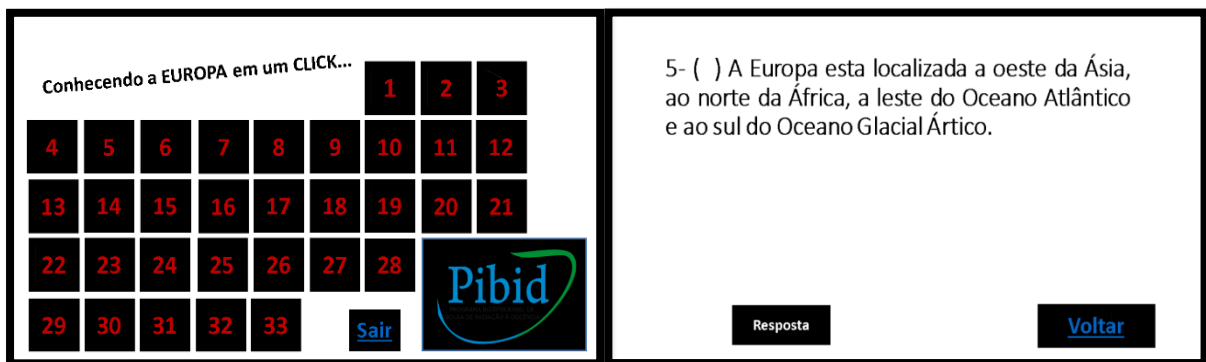 Conhecendo a EUROPA em um CLICK...
1 2 3
4 5 6 7 8 9 10 11 12
13 14 15 16 17 18 19 20 21
22 23 24 25 26 27 28
Pibid
29 30 31 32 33
Sair
5- ( ) A Europa esta localizada a oeste da Ásia,
ao norte da África, a leste do Oceano Atlântico
e ao sul do Oceano Glacial Ártico.
Resposta
Voltar